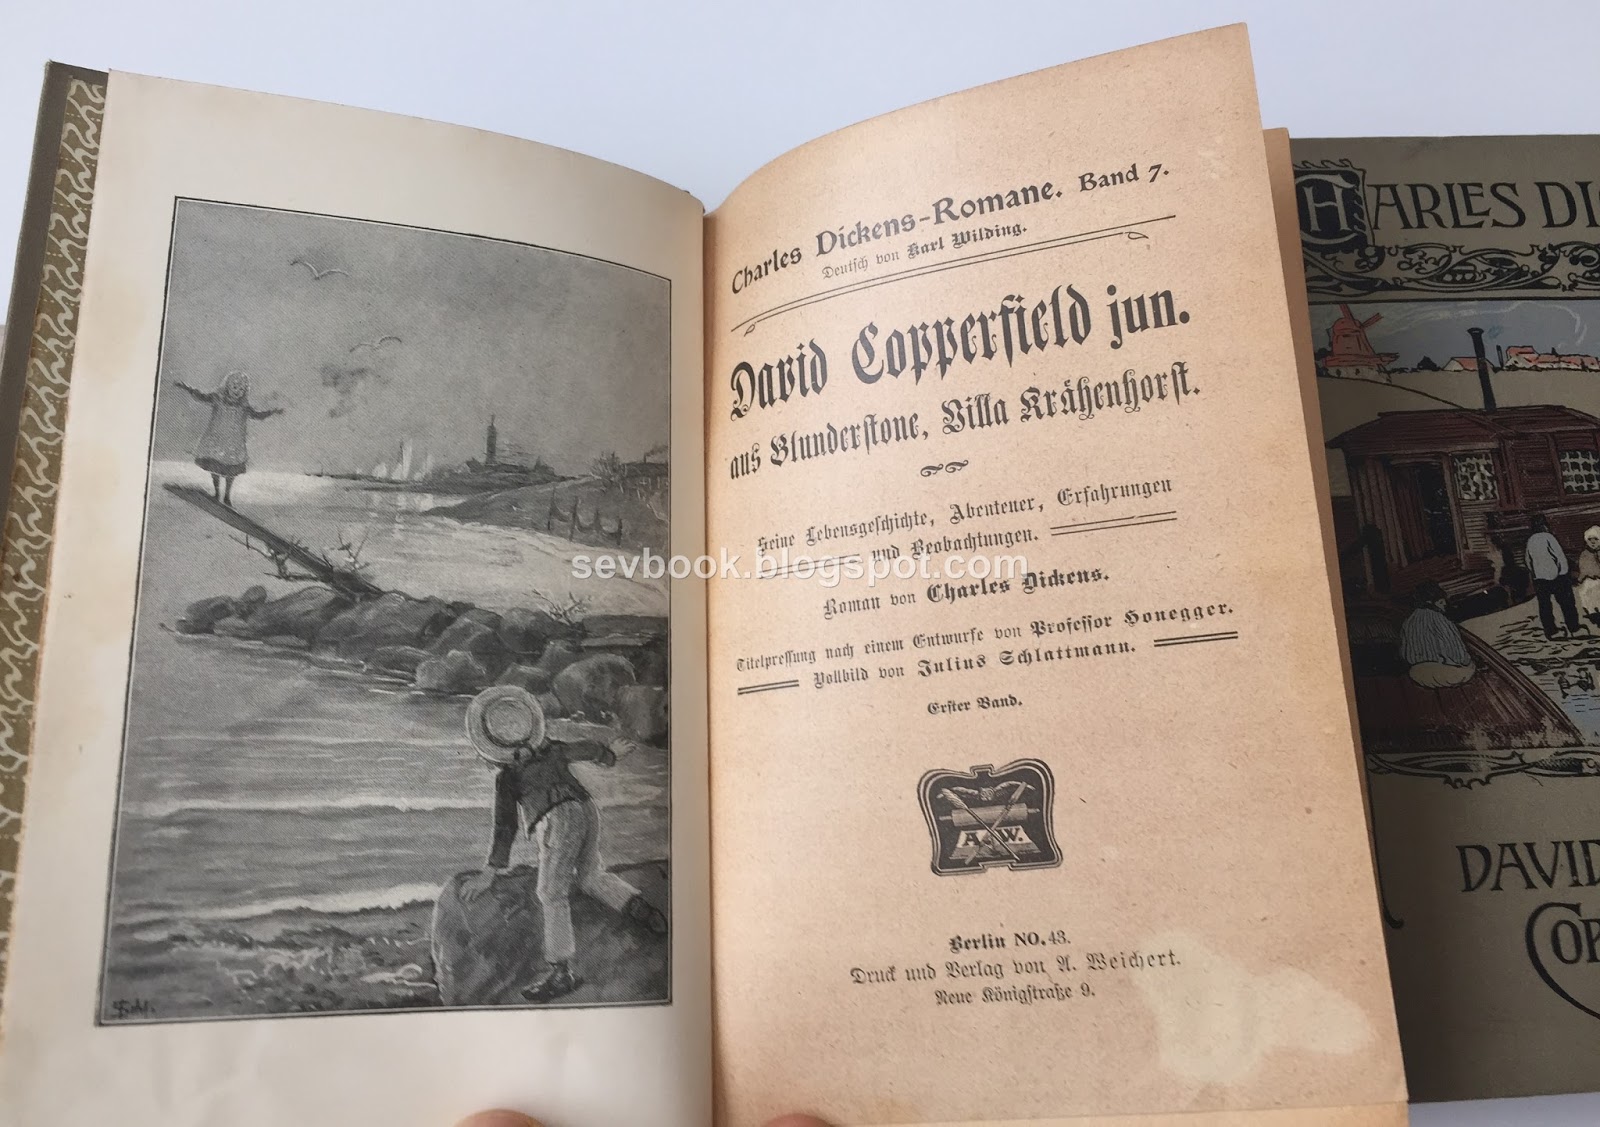 Charles Dickens-Romane. Band 7.
Deutsch von Karl Wilding.
David Copperfield jun.
aus Blunderstone, Villa Krähenhorst.
Seine Lebensgeschichte, Abenteuer, Erfahrungen
und Beobachtungen.
Roman von Charles Dickens.
Titelpressung nach einem Entwurfe von Professor Honegger.
Vollbild von Julius Schlattmann.
Erster Band.
A. W.
Berlin NO. 43.
Druck und Verlag von A. Weichert.
Neue Königstraße 9.
sevbook.blogspot.com
CHARLES DI
DAVID
COP